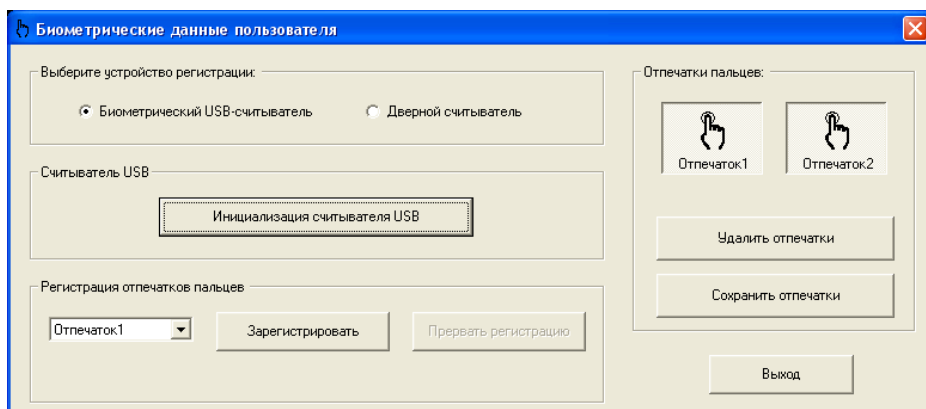 Биометрические данные пользователя
Выберите устройство регистрации:
Биометрический USB-считыватель
Дверной считыватель
Считыватель USB
Инициализация считывателя USB
Регистрация отпечатков пальцев
Отпечаток1
Зарегистрировать
Прервать регистрацию
Отпечатки пальцев:
Отпечаток1
Отпечаток2
Удалить отпечатки
Сохранить отпечатки
Выход